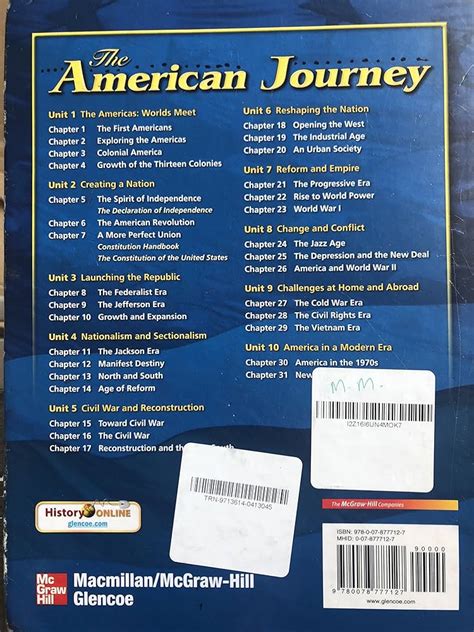 The
American Journey
Unit 1 The Americas: Worlds Meet
Chapter 1 The First Americans
Chapter 2 Exploring the Americas
Chapter 3 Colonial America
Chapter 4 Growth of the Thirteen Colonies
Unit 2 Creating a Nation
Chapter 5 The Spirit of Independence
The Declaration of Independence
Chapter 6 The American Revolution
Chapter 7 A More Perfect Union
Constitution Handbook
The Constitution of the United States
Unit 3 Launching the Republic
Chapter 8 The Federalist Era
Chapter 9 The Jefferson Era
Chapter 10 Growth and Expansion
Unit 4 Nationalism and Sectionalism
Chapter 11 The Jackson Era
Chapter 12 Manifest Destiny
Chapter 13 North and South
Chapter 14 Age of Reform
Unit 5 Civil War and Reconstruction
Chapter 15 Toward Civil War
Chapter 16 The Civil War
Chapter 17 Reconstruction and the South
Unit 6 Reshaping the Nation
Chapter 18 Opening the West
Chapter 19 The Industrial Age
Chapter 20 An Urban Society
Unit 7 Reform and Empire
Chapter 21 The Progressive Era
Chapter 22 Rise to World Power
Chapter 23 World War I
Unit 8 Change and Conflict
Chapter 24 The Jazz Age
Chapter 25 The Depression and the New Deal
Chapter 26 America and World War II
Unit 9 Challenges at Home and Abroad
Chapter 27 The Cold War Era
Chapter 28 The Civil Rights Era
Chapter 29 The Vietnam Era
Unit 10 America in a Modern Era
Chapter 30 America in the 1970s
Chapter 31 New
M.M.
I2Z16I6UN4MOK7
TRN-9713614-0413045
History ONLINE
glencoe.com
The McGraw-Hill Companies
ISBN: 978-0-07-877712-7
MHID: 0-07-877712-7
90000
9 780078 777127
www.glencoe.com
Mc
Graw
Hill
Macmillan/McGraw-Hill
Glencoe